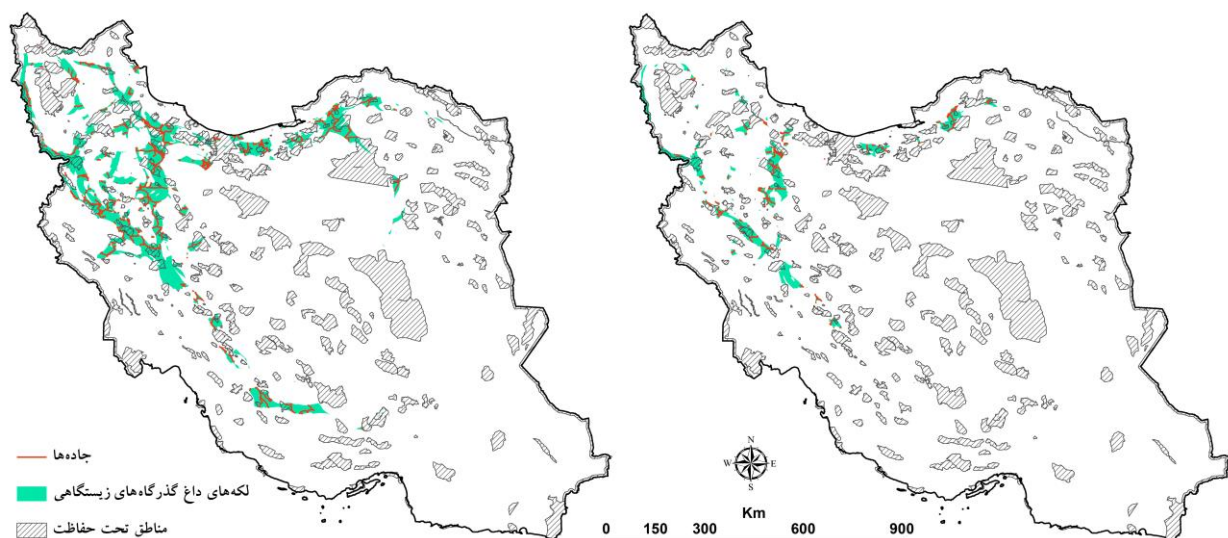 جاده‌ها
لکه‌های داغ گذرگاه‌های زیستگاهی
مناطق تحت حفاظت
N
W E
S
Km
0 150 300 600 900